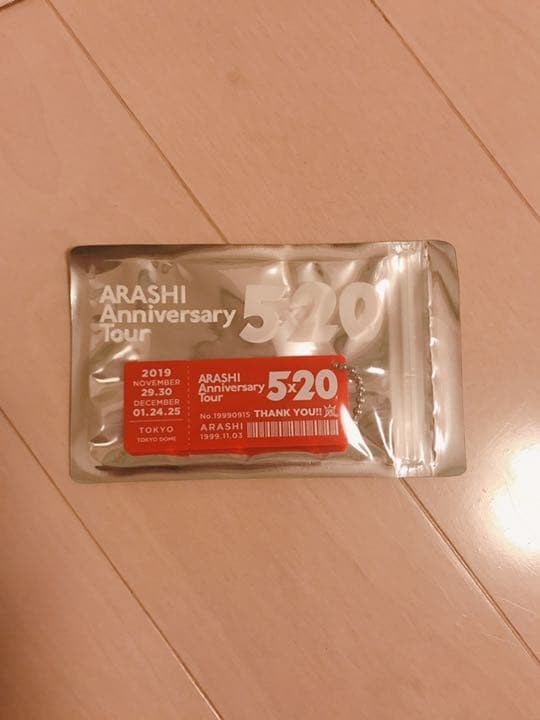 ARASHI
Anniversary
Tour
5×20
2019
NOVEMBER
29.30
DECEMBER
01.24.25
TOKYO
TOKYO DOME
ARASHI
Anniversary
Tour
5×20
No.19990915 THANK YOU!!
ARASHI
1999.11.03